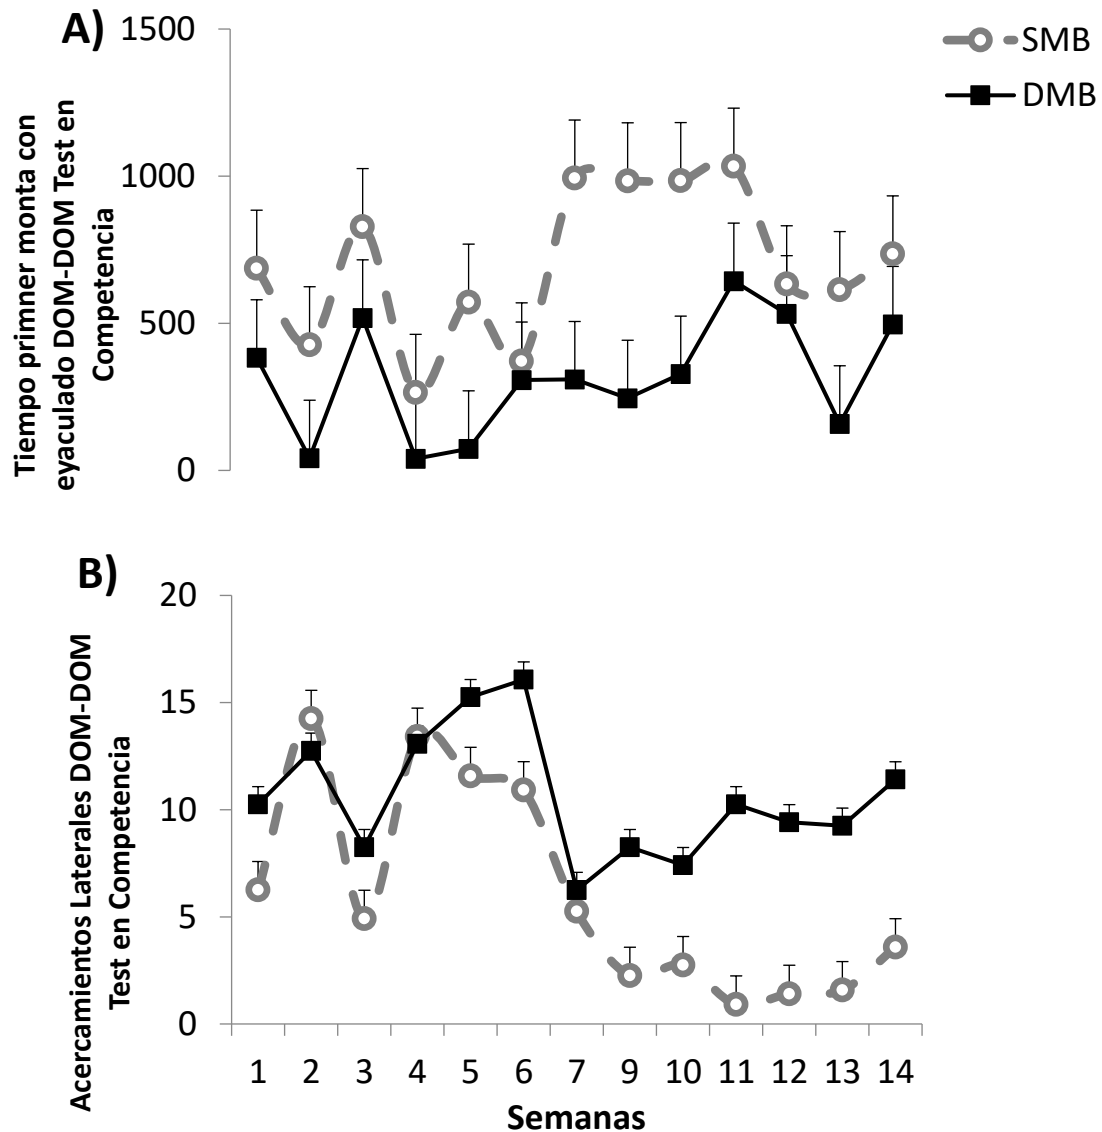 A)
1500
1000
500
0
Tiempo primner monta con
eyaculado DOM-DOM Test en
Competencia
SMB
DMB
B)
20
15
10
5
0
Acercamientos Laterales DOM-DOM
Test en Competencia
1 2 3 4 5 6 7 9 10 11 12 13 14
Semanas